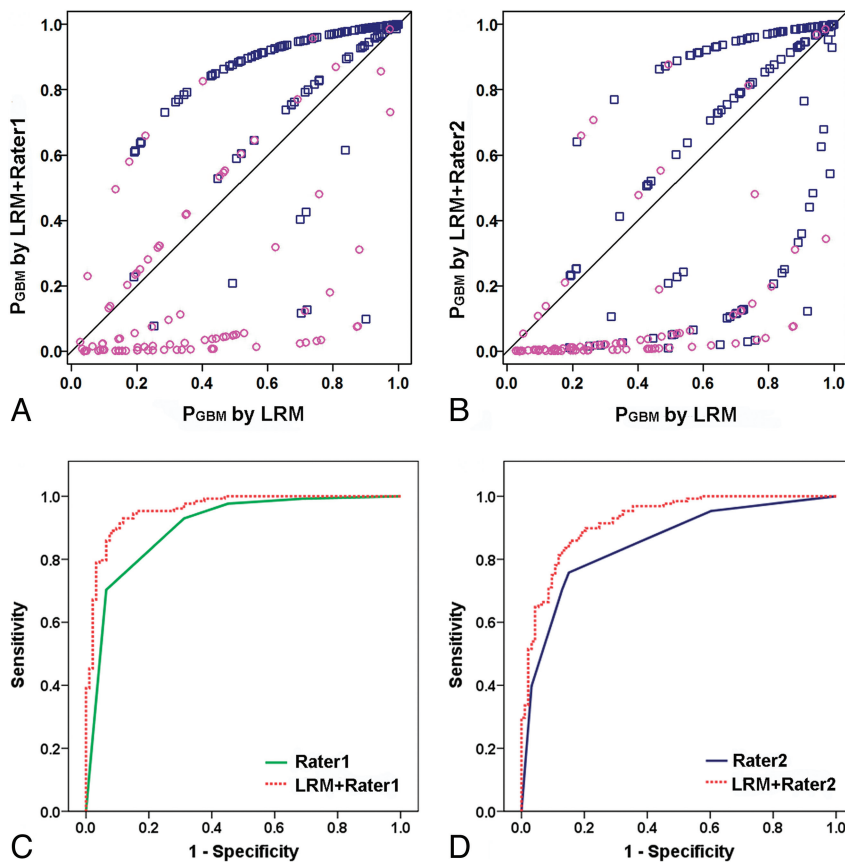 1.0
0.8
0.6
0.4
0.2
0.0
PGBM by LRM+Rater1
0.0 0.2 0.4 0.6 0.8 1.0
A PGBM by LRM
1.0
0.8
0.6
0.4
0.2
0.0
PGBM by LRM+Rater2
0.0 0.2 0.4 0.6 0.8 1.0
B PGBM by LRM
1.0
0.8
0.6
0.4
0.2
0.0
Sensitivity
Rater1
LRM+Rater1
0.0 0.2 0.4 0.6 0.8 1.0
C 1 - Specificity
1.0
0.8
0.6
0.4
0.2
0.0
Sensitivity
Rater2
LRM+Rater2
0.0 0.2 0.4 0.6 0.8 1.0
D 1 - Specificity